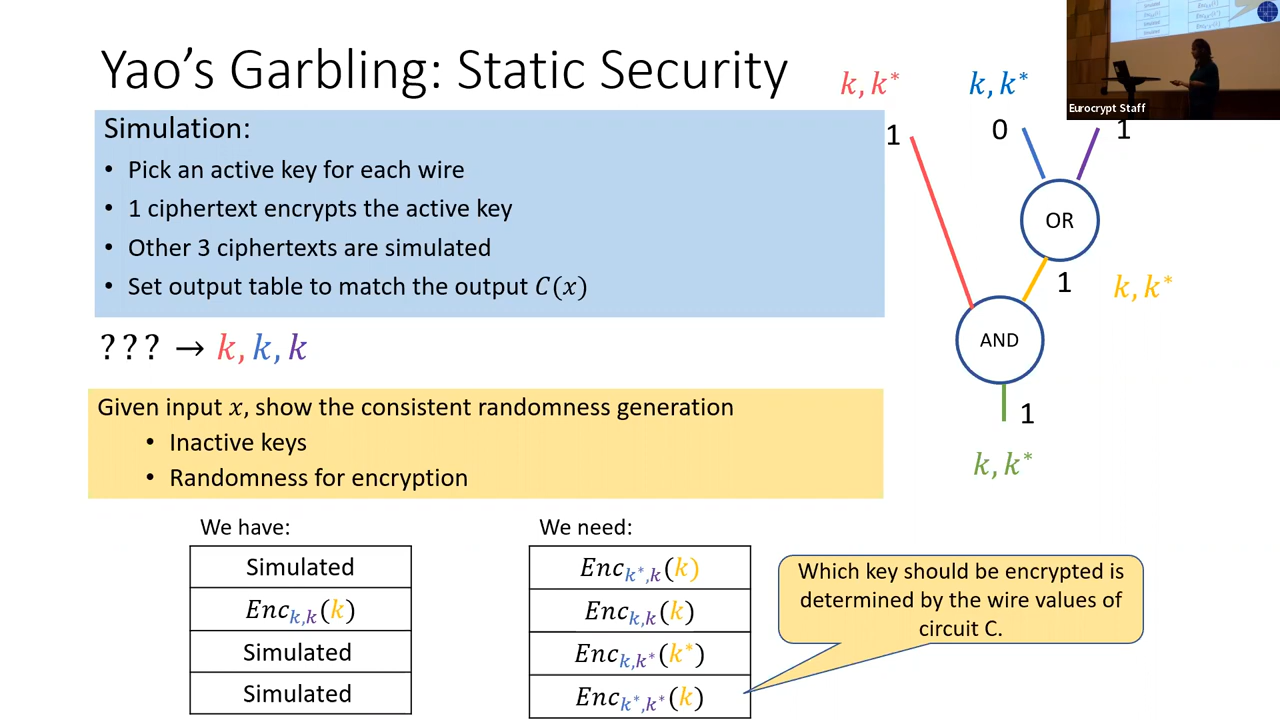 Yao's Garbling: Static Security
Simulation:
• Pick an active key for each wire
• 1 ciphertext encrypts the active key
• Other 3 ciphertexts are simulated
• Set output table to match the output C(x)
? ? ? → k, k, k
Given input x, show the consistent randomness generation
• Inactive keys
• Randomness for encryption
We have:
Simulated
Enc_{k,k}(k)
Simulated
Simulated
We need:
Enc_{k*,k}(k)
Enc_{k,k}(k)
Enc_{k,k*}(k*)
Enc_{k*,k*}(k)
Which key should be encrypted is
determined by the wire values of
circuit C.
k, k*
k, k*
Eurocrypt Staff
1
0
1
OR
1
k, k*
AND
1
k, k*